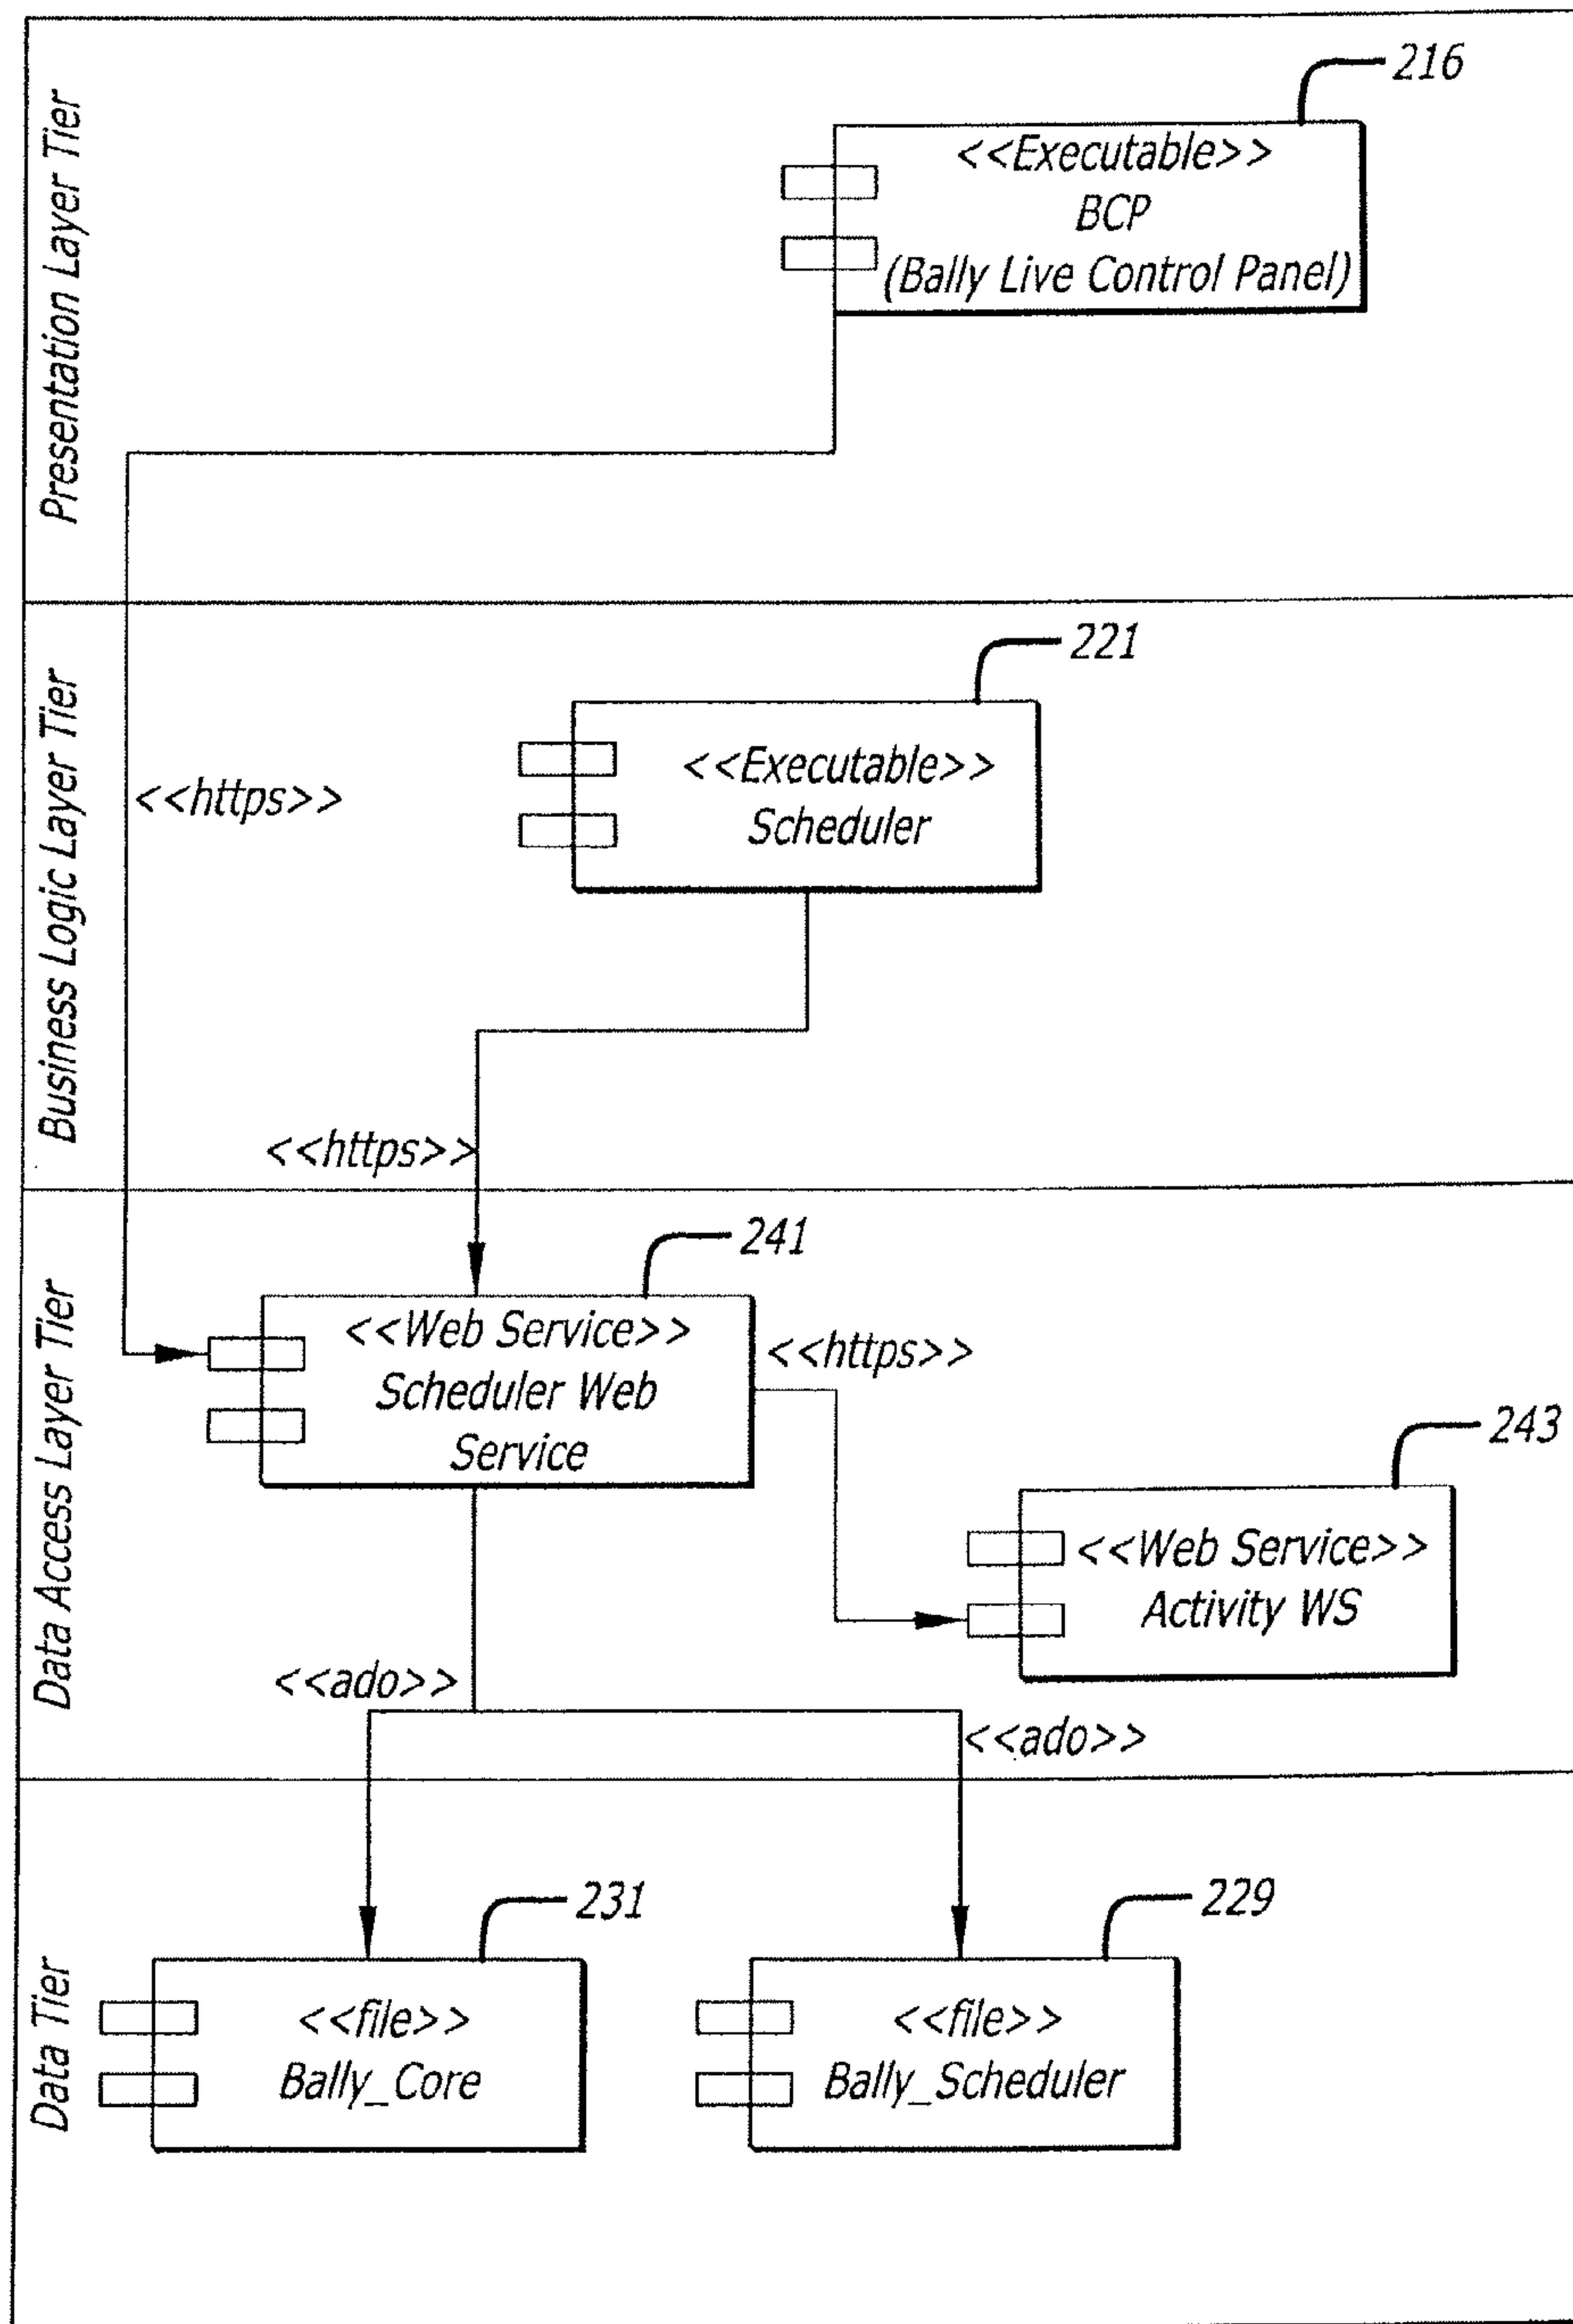 Presentation Layer Tier
216
<<Executable>>
BCP
(Bally Live Control Panel)
Business Logic Layer Tier
221
<<Executable>>
Scheduler
<<https>>
<<https>>
Data Access Layer Tier
241
<<Web Service>>
Scheduler Web
Service
<<https>>
243
<<Web Service>>
Activity WS
<<ado>>
<<ado>>
Data Tier
231
<<file>>
Bally_Core
229
<<file>>
Bally_Scheduler